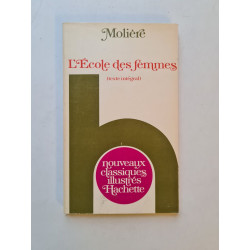 Molière
L'École des femmes
texte intégral
nouveaux
classiques
illustrés
Hachette